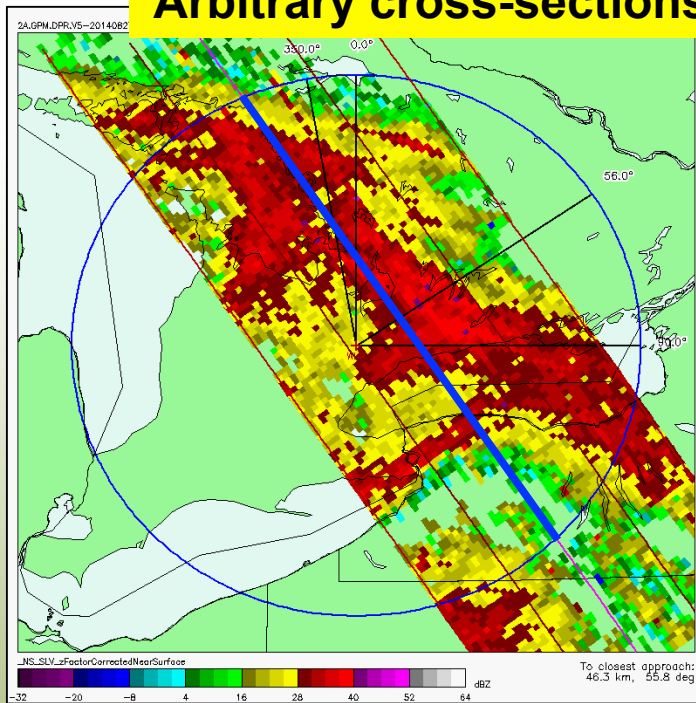 Arbitrary cross-sections
2A.GPM.DPR.V5-201408
350.0° 0.0°
56.0°
90.0°
_NS_SLV_zFactorCorrectedNearSurface
-32 -20 -8 4 16 28 40 52 64 dBZ
To closest approach:
46.3 km, 55.8 deg